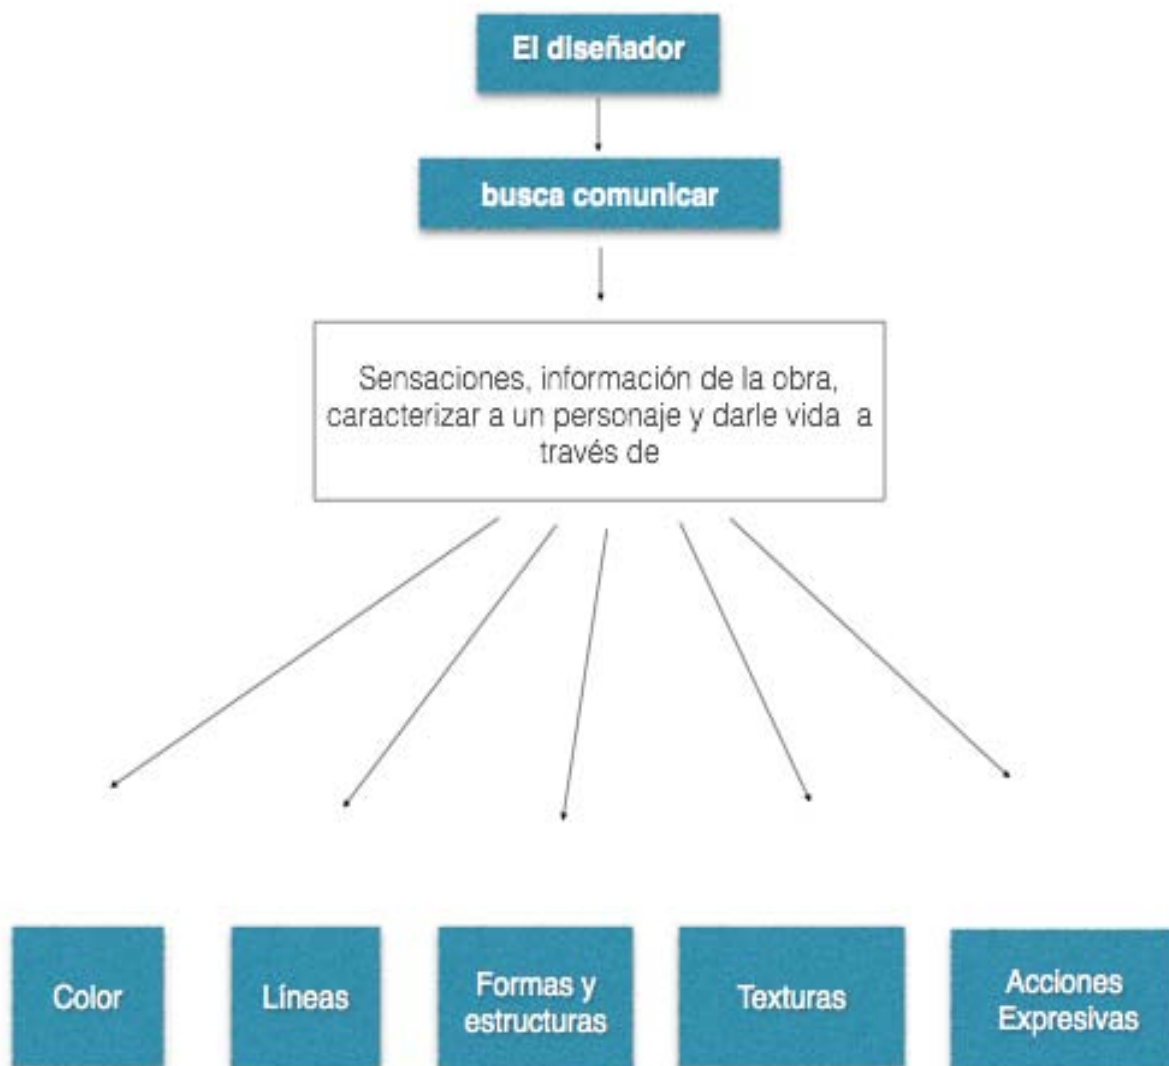 El diseñador
busca comunicar
Sensaciones, información de la obra,
caracterizar a un personaje y darle vida a
través de
Color
Líneas
Formas y
estructuras
Texturas
Acciones
Expresivas